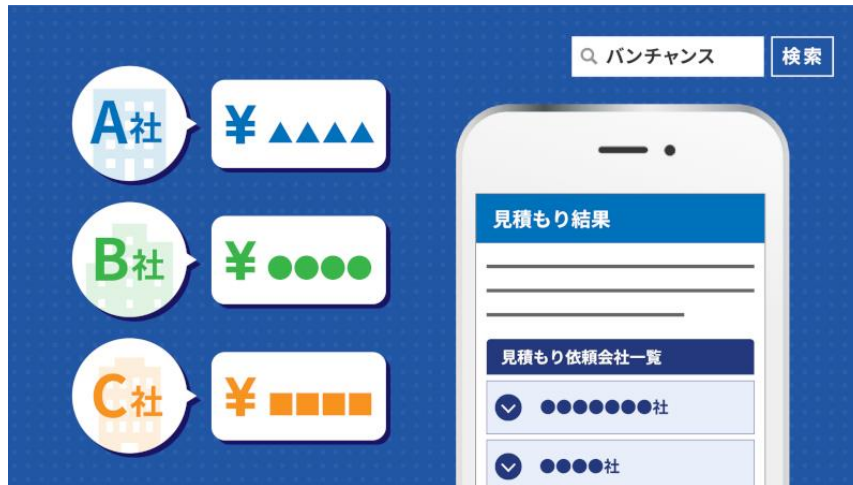 バンチャンス 検索
A社 ¥ ▲▲▲▲
B社 ¥ ●●●●
C社 ¥ ■■■■
見積もり結果
見積もり依頼会社一覧
●●●●●●●社
●●●●社